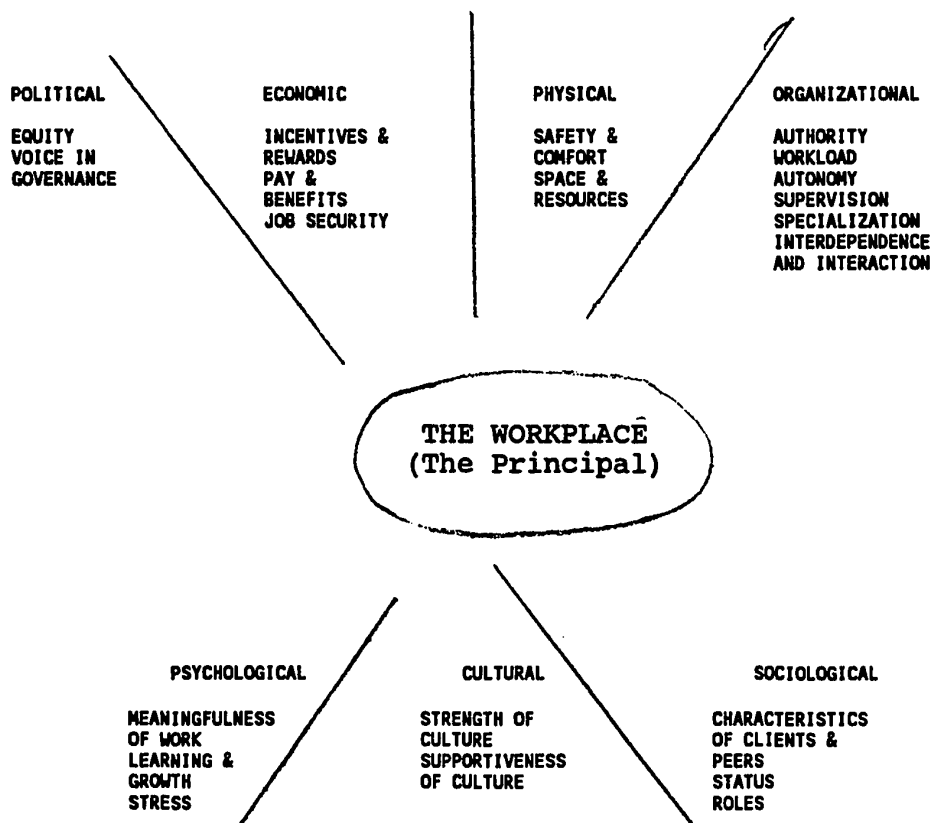 POLITICAL
EQUITY
VOICE IN
GOVERNANCE
ECONOMIC
INCENTIVES &
REWARDS
PAY &
BENEFITS
JOB SECURITY
PHYSICAL
SAFETY &
COMFORT
SPACE &
RESOURCES
ORGANIZATIONAL
AUTHORITY
WORKLOAD
AUTONOMY
SUPERVISION
SPECIALIZATION
INTERDEPENDENCE
AND INTERACTION
THE WORKPLACE
(The Principal)
PSYCHOLOGICAL
MEANINGFULNESS
OF WORK
LEARNING &
GROWTH
STRESS
CULTURAL
STRENGTH OF
CULTURE
SUPPORTIVENESS
OF CULTURE
SOCIOLOGICAL
CHARACTERISTICS
OF CLIENTS &
PEERS
STATUS
ROLES